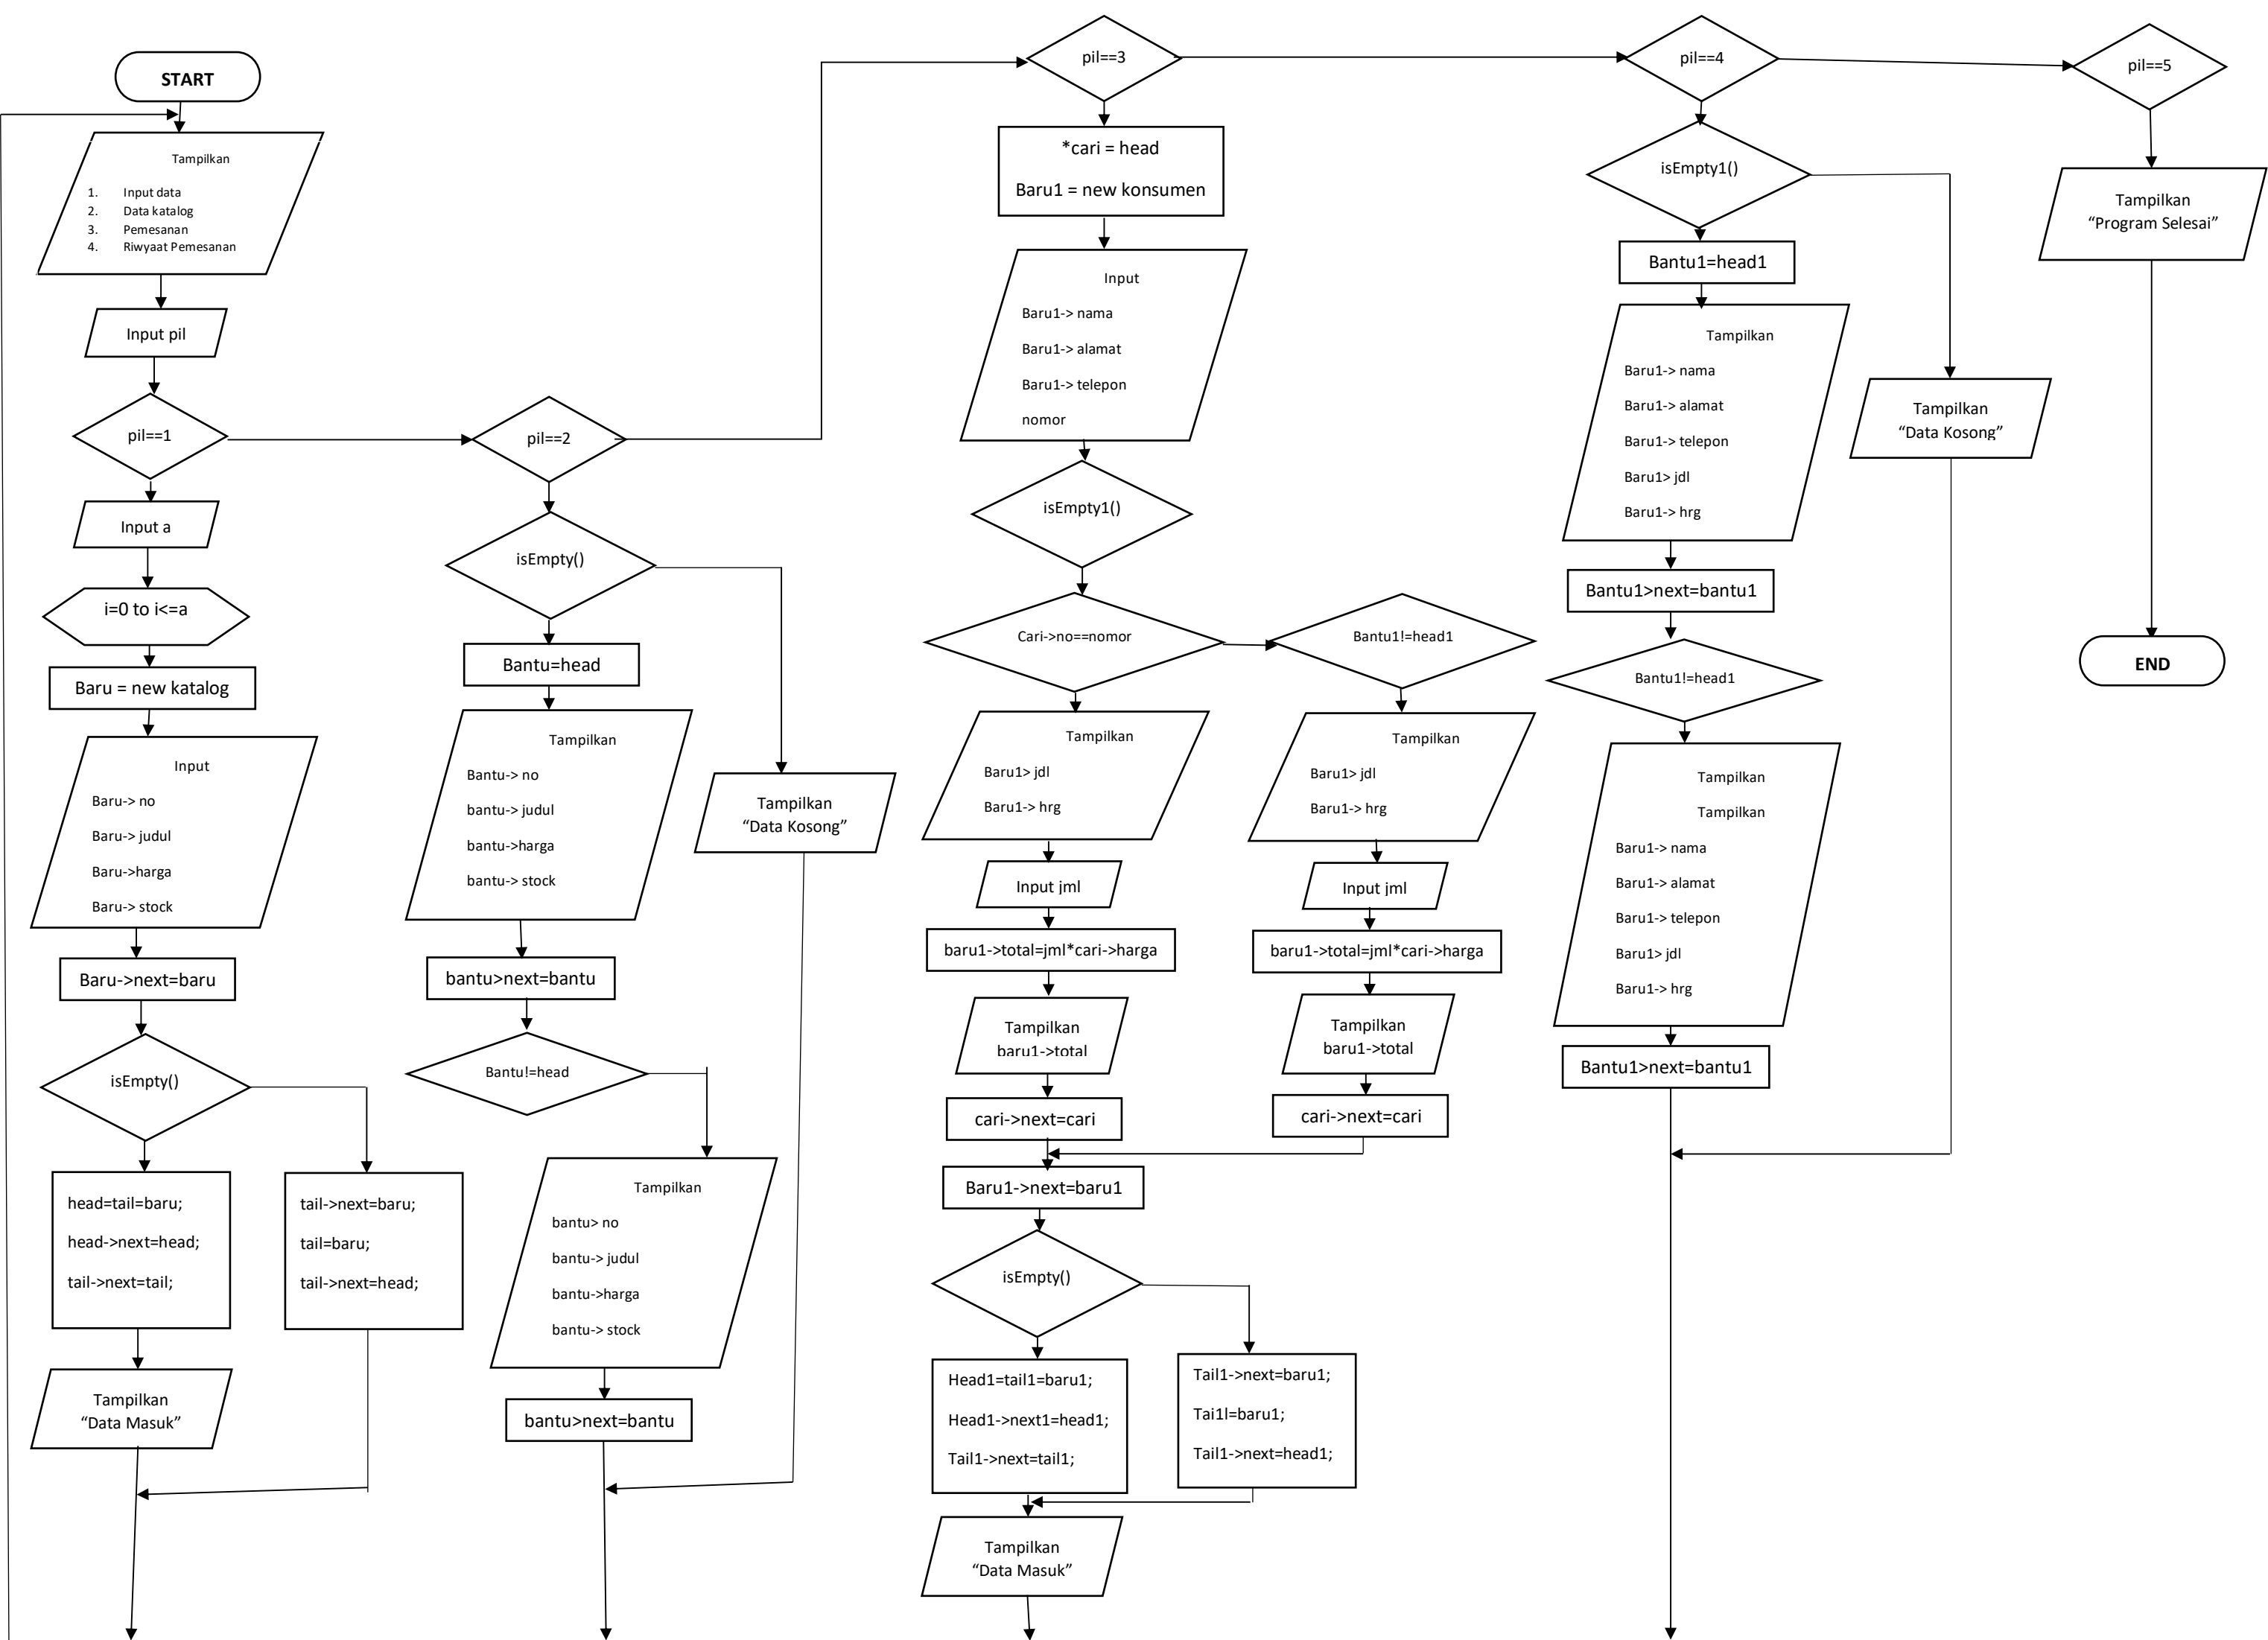 START
Tampilkan
1. Input data
2. Data katalog
3. Pemesanan
4. Riwyaat Pemesanan
Input pil
pil==1
Input a
i=0 to i<=a
Baru = new katalog
Input
Baru-> no
Baru-> judul
Baru->harga
Baru-> stock
Baru->next=baru
isEmpty()
head=tail=baru;
head->next=head;
tail->next=tail;
tail->next=baru;
tail=baru;
tail->next=head;
Tampilkan
“Data Masuk”
pil==2
isEmpty()
Bantu=head
Tampilkan
Bantu-> no
bantu-> judul
bantu->harga
bantu-> stock
Tampilkan
“Data Kosong”
bantu>next=bantu
Bantu!=head
Tampilkan
bantu> no
bantu-> judul
bantu->harga
bantu-> stock
bantu>next=bantu
pil==3
*cari = head
Baru1 = new konsumen
Input
Baru1-> nama
Baru1-> alamat
Baru1-> telepon
nomor
isEmpty1()
Cari->no==nomor
Tampilkan
Baru1> jdl
Baru1-> hrg
Input jml
baru1->total=jml*cari->harga
Tampilkan
baru1->total
cari->next=cari
Bantu1!=head1
Tampilkan
Baru1> jdl
Baru1-> hrg
Input jml
baru1->total=jml*cari->harga
Tampilkan
baru1->total
cari->next=cari
Baru1->next=baru1
isEmpty()
Head1=tail1=baru1;
Head1->next1=head1;
Tail1->next=tail1;
Tail1->next=baru1;
Tai1l=baru1;
Tail1->next=head1;
Tampilkan
“Data Masuk”
pil==4
isEmpty1()
Bantu1=head1
Tampilkan
Baru1-> nama
Baru1-> alamat
Baru1-> telepon
Baru1> jdl
Baru1-> hrg
Tampilkan
“Data Kosong”
Bantu1>next=bantu1
Bantu1!=head1
Tampilkan
Tampilkan
Baru1-> nama
Baru1-> alamat
Baru1-> telepon
Baru1> jdl
Baru1-> hrg
Bantu1>next=bantu1
pil==5
Tampilkan
“Program Selesai”
END